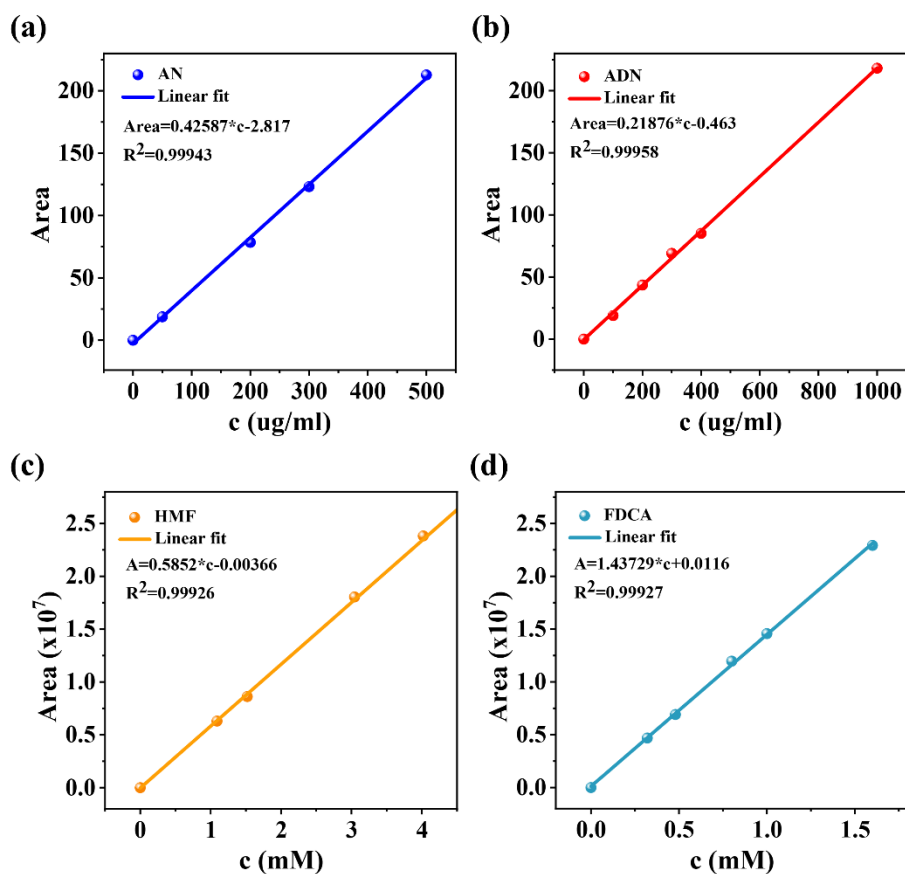 (a)
AN
Linear fit
Area=0.42587*c-2.817
R²=0.99943
200
150
100
50
0
Area
0 100 200 300 400 500
c (ug/ml)
(b)
ADN
Linear fit
Area=0.21876*c-0.463
R²=0.99958
200
150
100
50
0
Area
0 200 400 600 800 1000
c (ug/ml)
(c)
HMF
Linear fit
A=0.5852*c-0.00366
R²=0.99926
2.5
2.0
1.5
1.0
0.5
0.0
Area (x10⁷)
0 1 2 3 4
c (mM)
(d)
FDCA
Linear fit
A=1.43729*c+0.0116
R²=0.99927
2.5
2.0
1.5
1.0
0.5
0.0
Area (x10⁷)
0.0 0.5 1.0 1.5
c (mM)